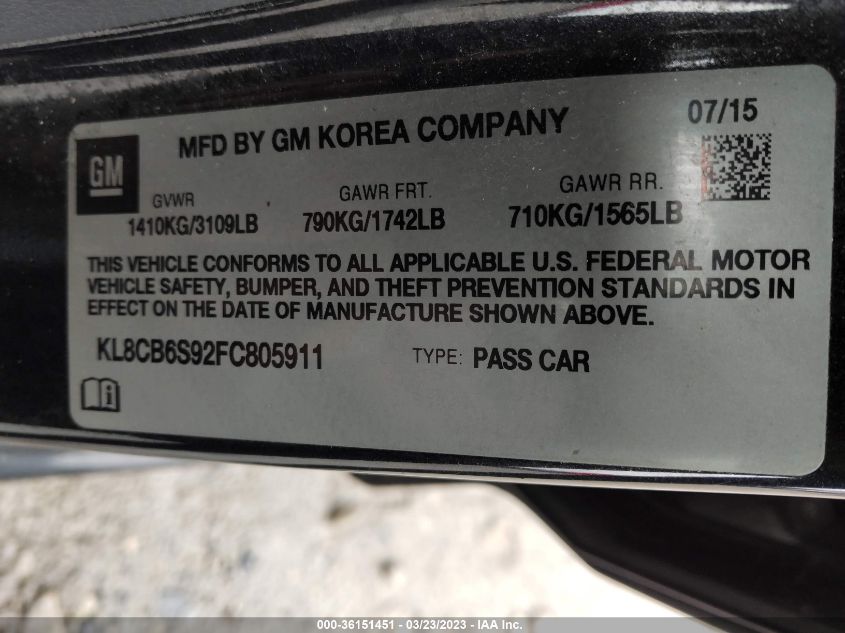 07/15
MFD BY GM KOREA COMPANY
GM
GVWR GAWR FRT. GAWR RR.
1410KG/3109LB 790KG/1742LB 710KG/1565LB
THIS VEHICLE CONFORMS TO ALL APPLICABLE U.S. FEDERAL MOTOR
VEHICLE SAFETY, BUMPER, AND THEFT PREVENTION STANDARDS IN
EFFECT ON THE DATE OF MANUFACTURE SHOWN ABOVE.
KL8CB6S92FC805911 TYPE: PASS CAR
i
000-36151451 - 03/23/2023 - IAA Inc.